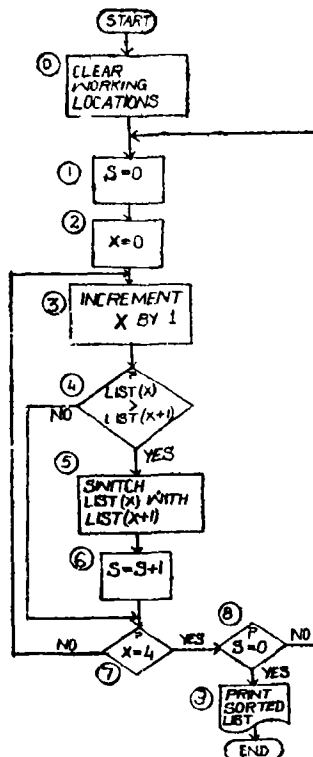 START
0
CLEAR
WORKING
LOCATIONS
1
S=0
2
X=0
3
INCREMENT
X BY 1
4
P
LIST(X)
>
LIST(X+1)
NO
YES
5
SWITCH
LIST(X) WITH
LIST(X+1)
6
S=S+1
7
P
X=4
NO
YES
8
P
S=0
NO
YES
9
PRINT
SORTED
LIST
END